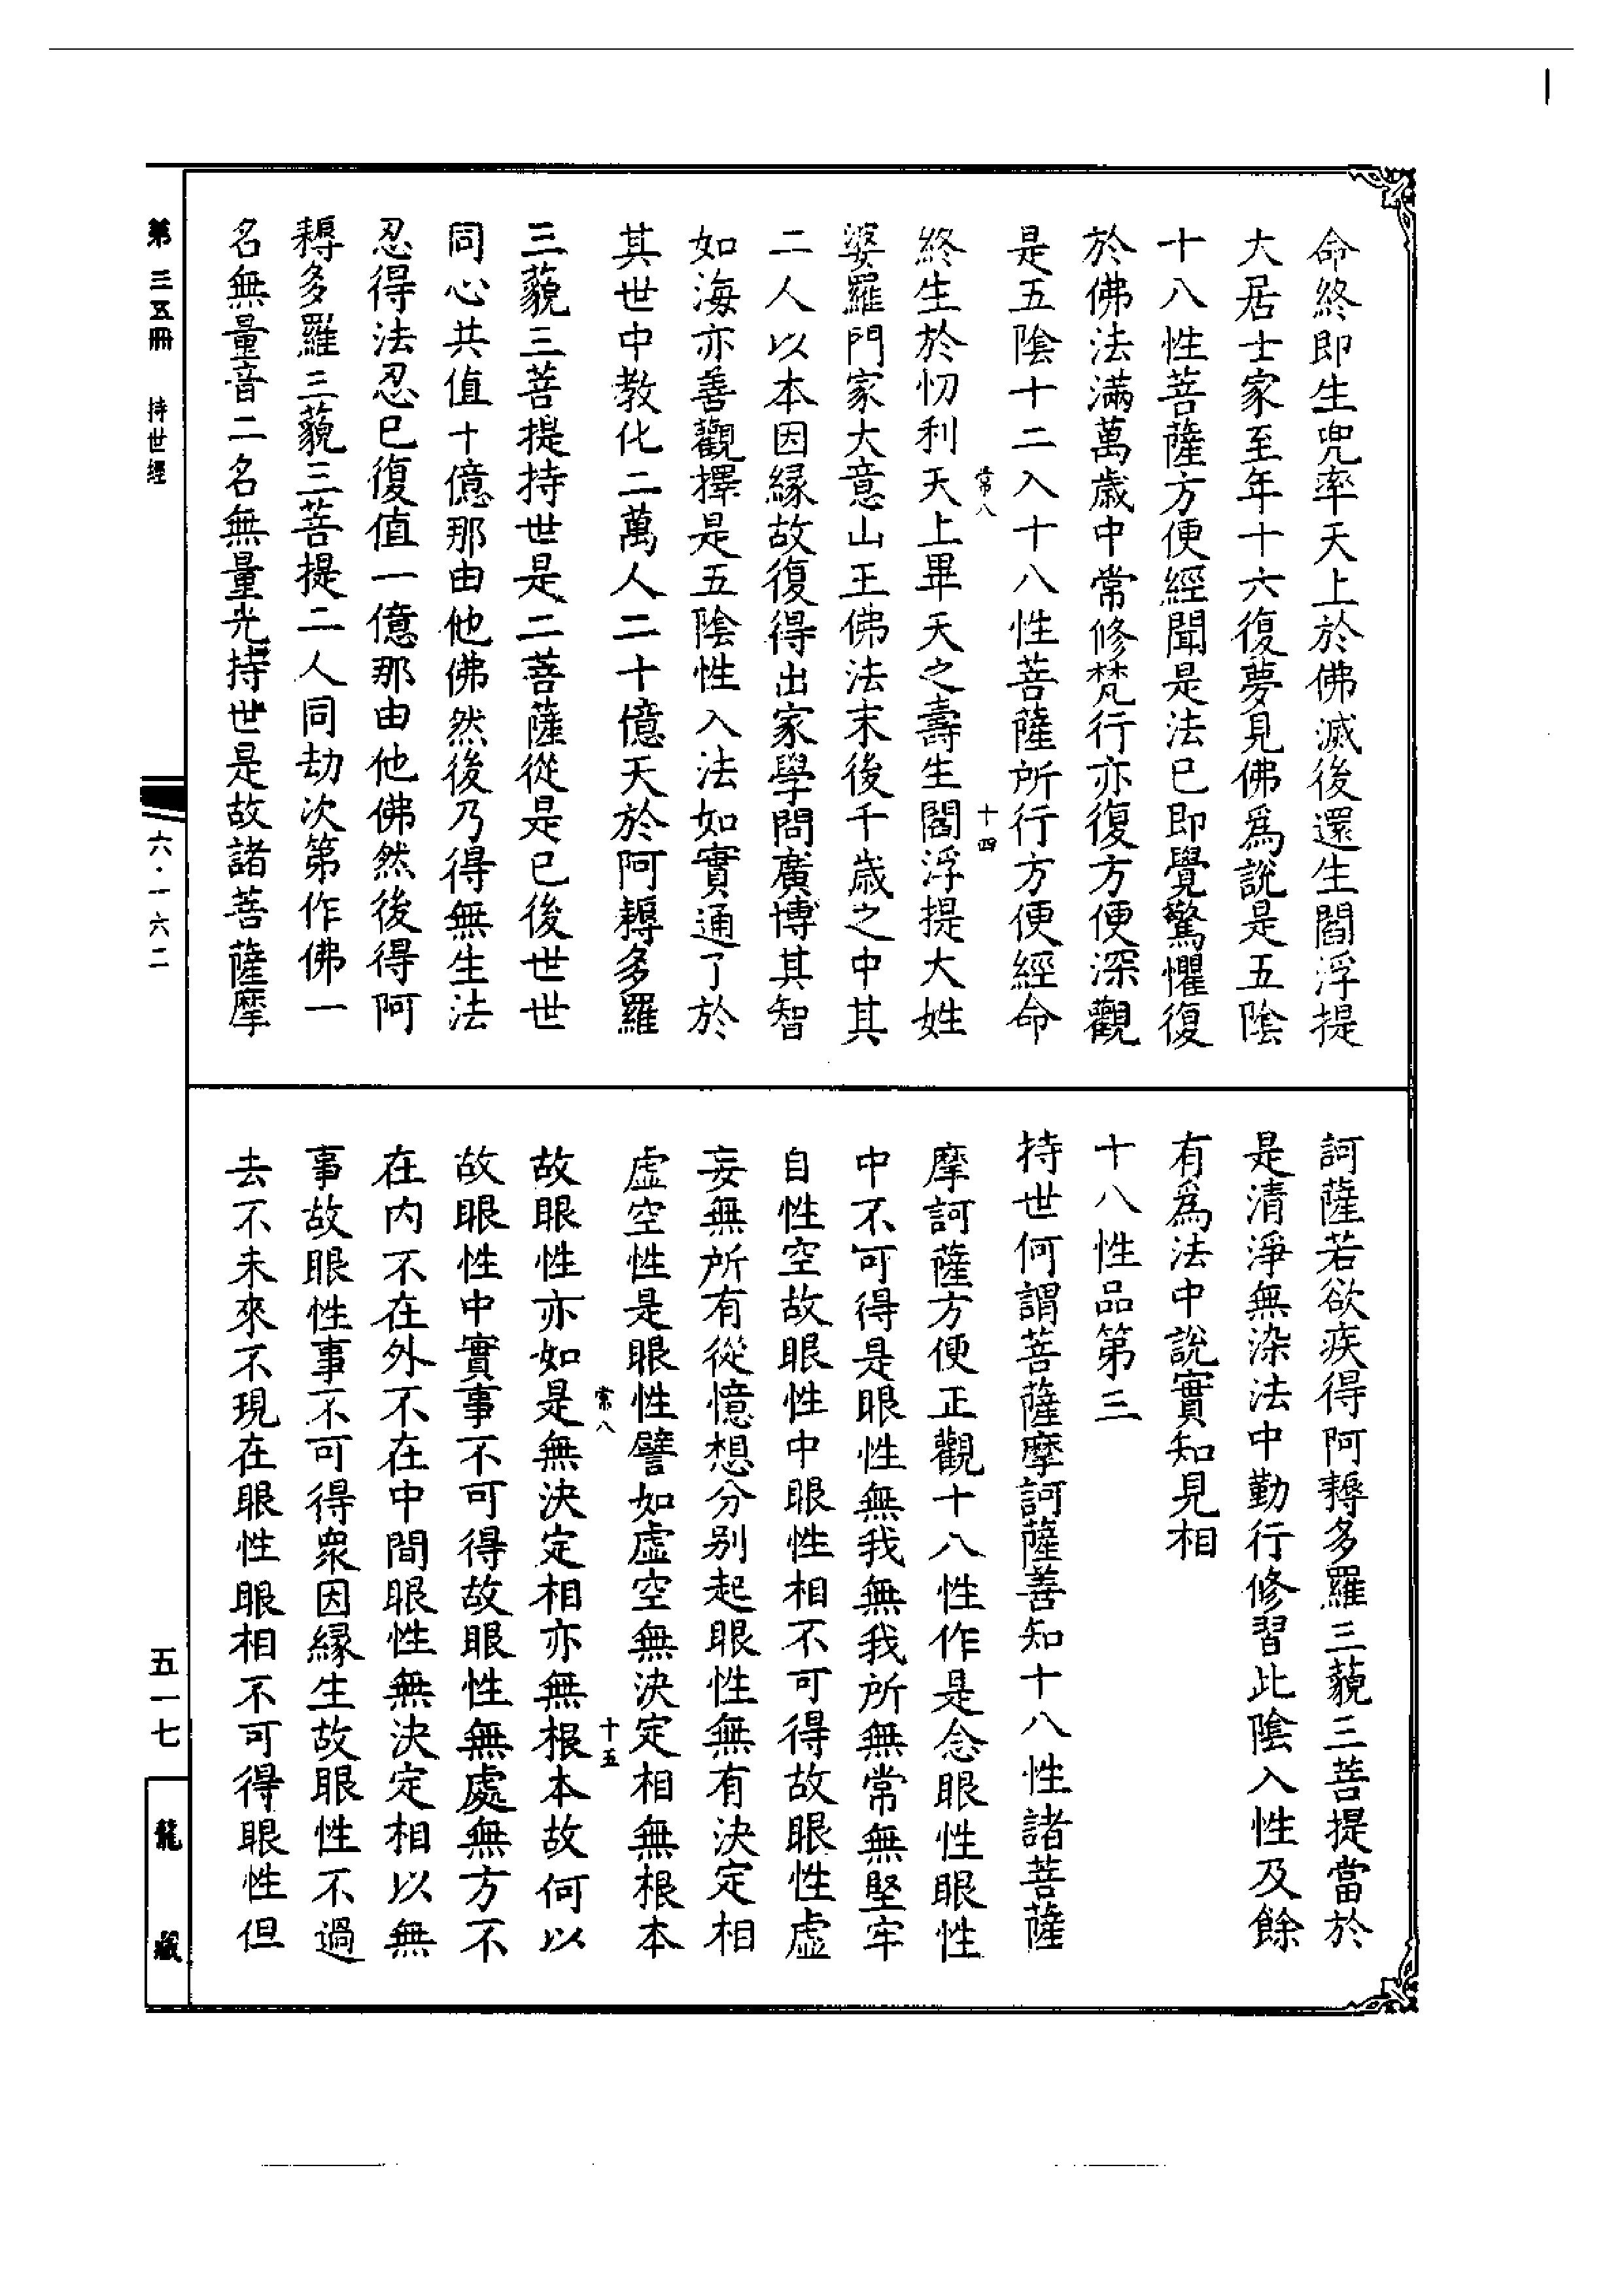 命終即生兜率天上於佛滅後還生閻浮提
大居士家至年十六復夢見佛爲說是五陰
十八性菩薩方便經聞是法已即覺驚懼復
於佛法滿萬歲中常修梵行亦復方便深觀
是五陰十二入十八性菩薩所行方便經命
常八
十四
終生於忉利天上畢天之壽生閻浮提大姓
婆羅門家大意山王佛法末後千歲之中其
二人以本因緣故復得出家學問廣博其智
如海亦善觀擇是五陰性入法如實通了於
其世中教化二萬人二十億天於阿耨多羅
三藐三菩提持世是二菩薩從是已後世世
同心共值十億那由他佛然後乃得無生法
忍得法忍已復值一億那由他佛然後得阿
耨多羅三藐三菩提二人同劫次第作佛一
名無量音二名無量光持世是故諸菩薩摩
訶薩若欲疾得阿耨多羅三藐三菩提當於
是清淨無染法中勤行修習此陰入性及餘
有爲法中說實知見相
十八性品第三
持世何謂菩薩摩訶薩善知十八性諸菩薩
摩訶薩方便正觀十八性作是念眼性眼性
中不可得是眼性無我無我所無常無堅牢
自性空故眼性中眼性相不可得故眼性虛
妄無所有從憶想分別起眼性無有決定相
虛空性是眼性譬如虛空無決定相無根本
常八
十五
故眼性亦如是無決定相亦無根本故何以
故眼性中實事不可得故眼性無處無方不
在內不在外不在中間眼性無決定相以無
事故眼性事不可得衆因緣生故眼性不過
去不未來不現在眼性眼相不可得眼性但
第三五冊
持世經
六·一六二
五一七
龍藏